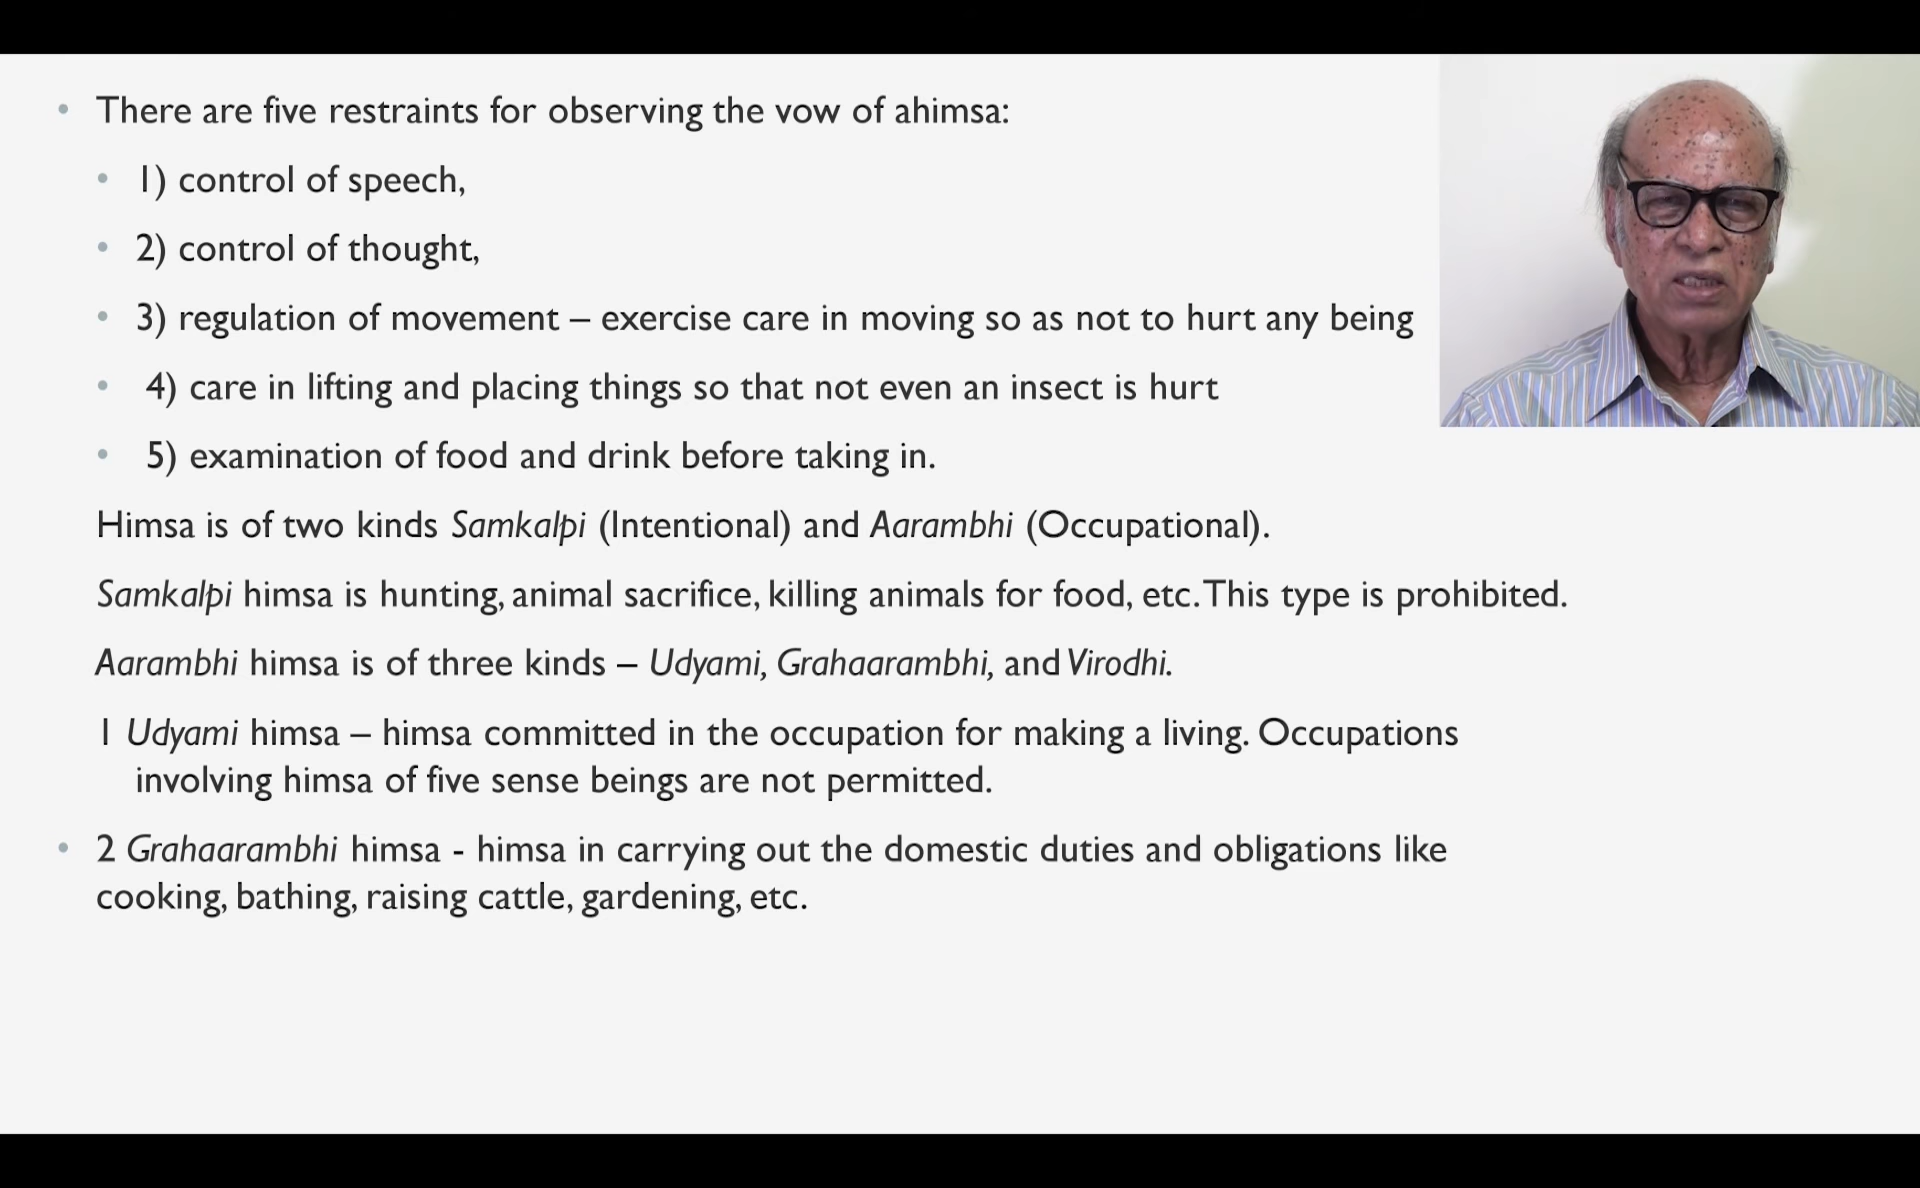 There are five restraints for observing the vow of ahimsa:
1) control of speech,
2) control of thought,
3) regulation of movement – exercise care in moving so as not to hurt any being
4) care in lifting and placing things so that not even an insect is hurt
5) examination of food and drink before taking in.
Himsa is of two kinds Samkalpi (Intentional) and Aarambhi (Occupational).
Samkalpi himsa is hunting, animal sacrifice, killing animals for food, etc. This type is prohibited.
Aarambhi himsa is of three kinds – Udyami, Grahaarambhi, and Virodhi.
1 Udyami himsa – himsa committed in the occupation for making a living. Occupations
involving himsa of five sense beings are not permitted.
2 Grahaarambhi himsa - himsa in carrying out the domestic duties and obligations like
cooking, bathing, raising cattle, gardening, etc.